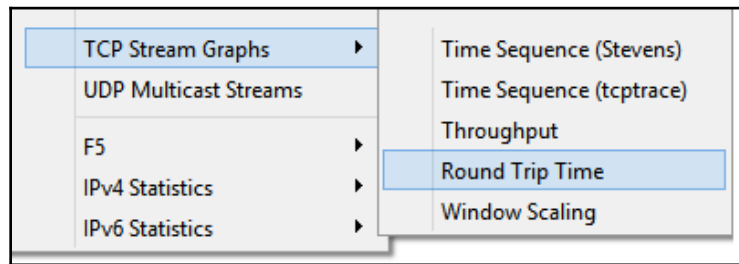 TCP Stream Graphs
UDP Multicast Streams
F5
IPv4 Statistics
IPv6 Statistics
Time Sequence (Stevens)
Time Sequence (tcptrace)
Throughput
Round Trip Time
Window Scaling